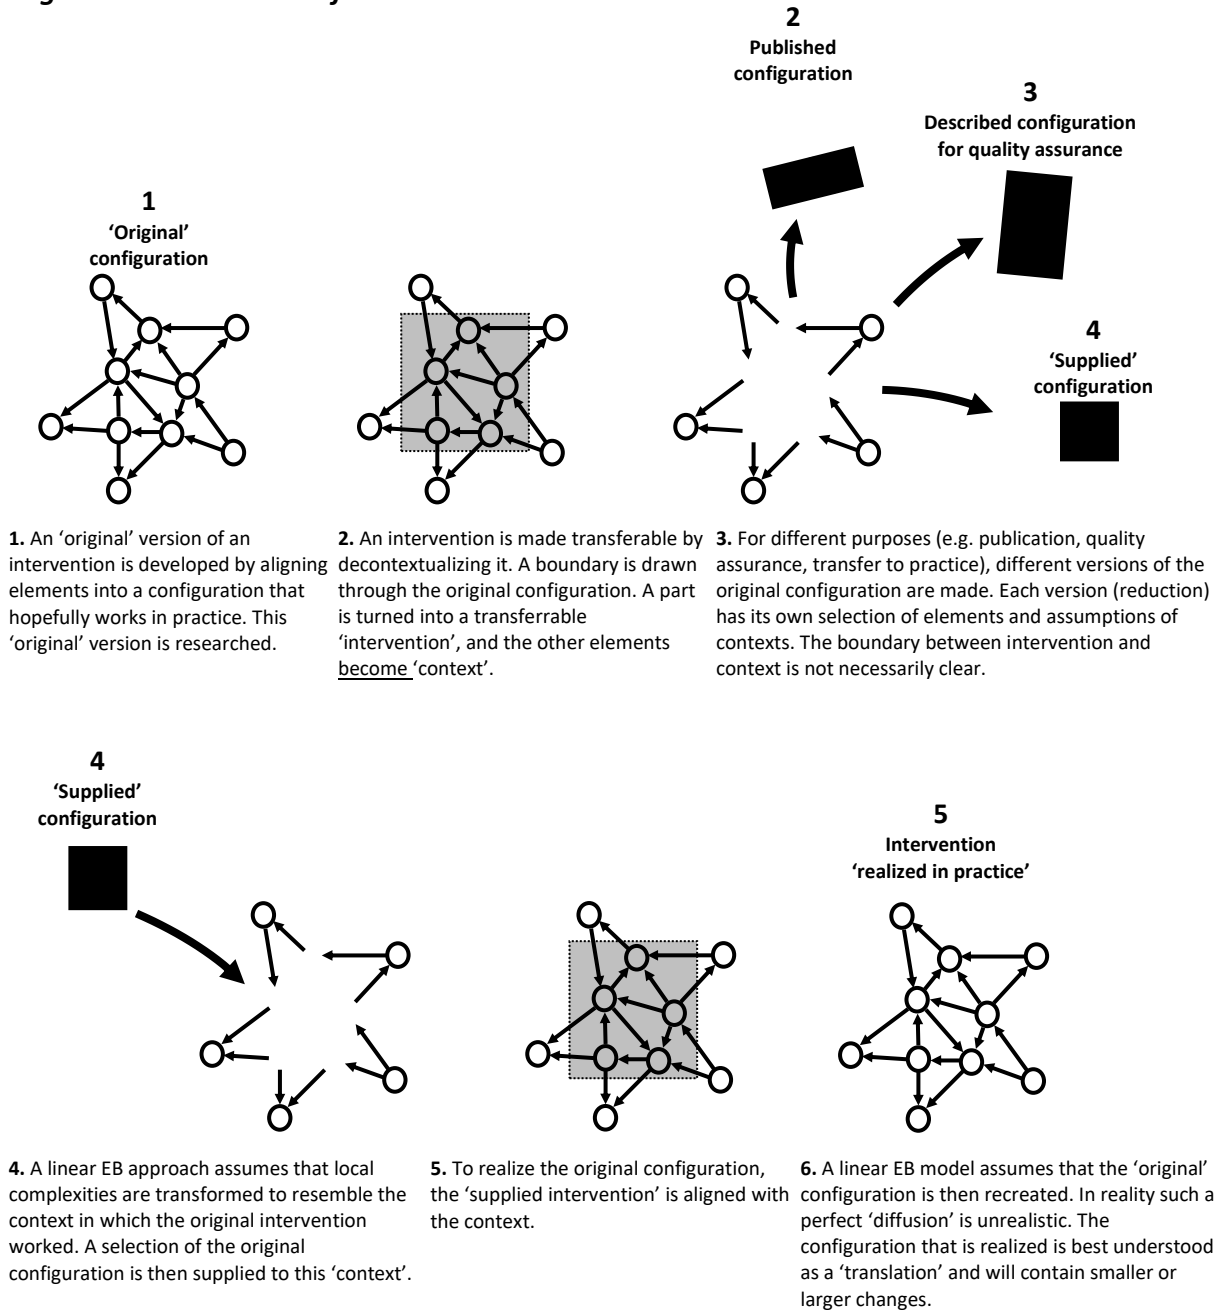 2
Published
configuration
3
Described configuration
for quality assurance
1
‘Original’
configuration
4
‘Supplied’
configuration
1. An ‘original’ version of an
intervention is developed by aligning
elements into a configuration that
hopefully works in practice. This
‘original’ version is researched.
2. An intervention is made transferable by
decontextualizing it. A boundary is drawn
through the original configuration. A part
is turned into a transferrable
‘intervention’, and the other elements
become ‘context’.
3. For different purposes (e.g. publication, quality
assurance, transfer to practice), different versions of the
original configuration are made. Each version (reduction)
has its own selection of elements and assumptions of
contexts. The boundary between intervention and
context is not necessarily clear.
4
‘Supplied’
configuration
5
Intervention
‘realized in practice’
4. A linear EB approach assumes that local
complexities are transformed to resemble the
context in which the original intervention
worked. A selection of the original
configuration is then supplied to this ‘context’.
5. To realize the original configuration,
the ‘supplied intervention’ is aligned with
the context.
6. A linear EB model assumes that the ‘original’
configuration is then recreated. In reality such a
perfect ‘diffusion’ is unrealistic. The
configuration that is realized is best understood
as a ‘translation’ and will contain smaller or
larger changes.